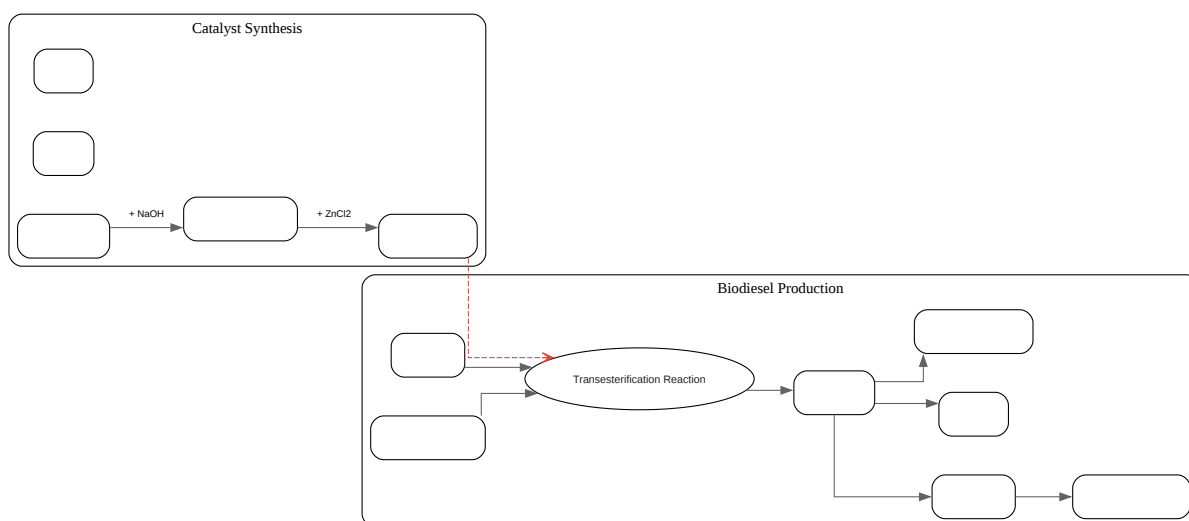 Catalyst Synthesis
+ NaOH
+ ZnCl2
Biodiesel Production
Transesterification Reaction